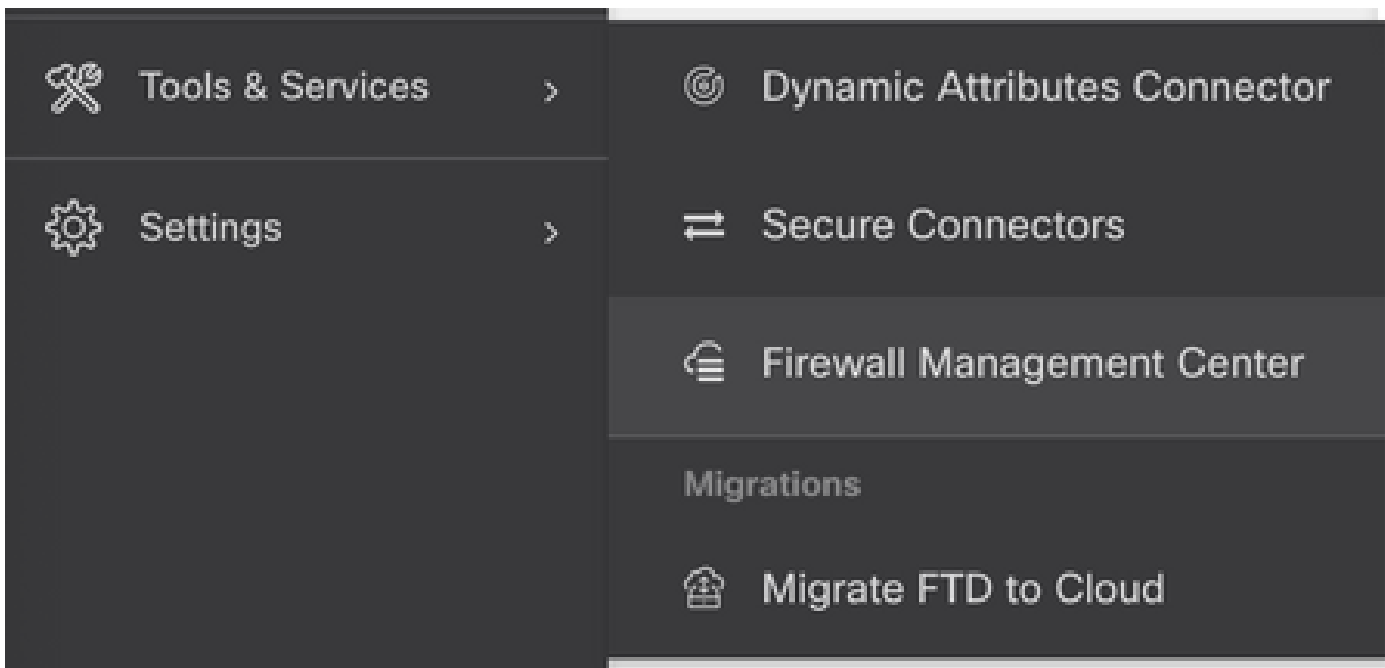 Tools & Services
Settings
Dynamic Attributes Connector
Secure Connectors
Firewall Management Center
Migrations
Migrate FTD to Cloud